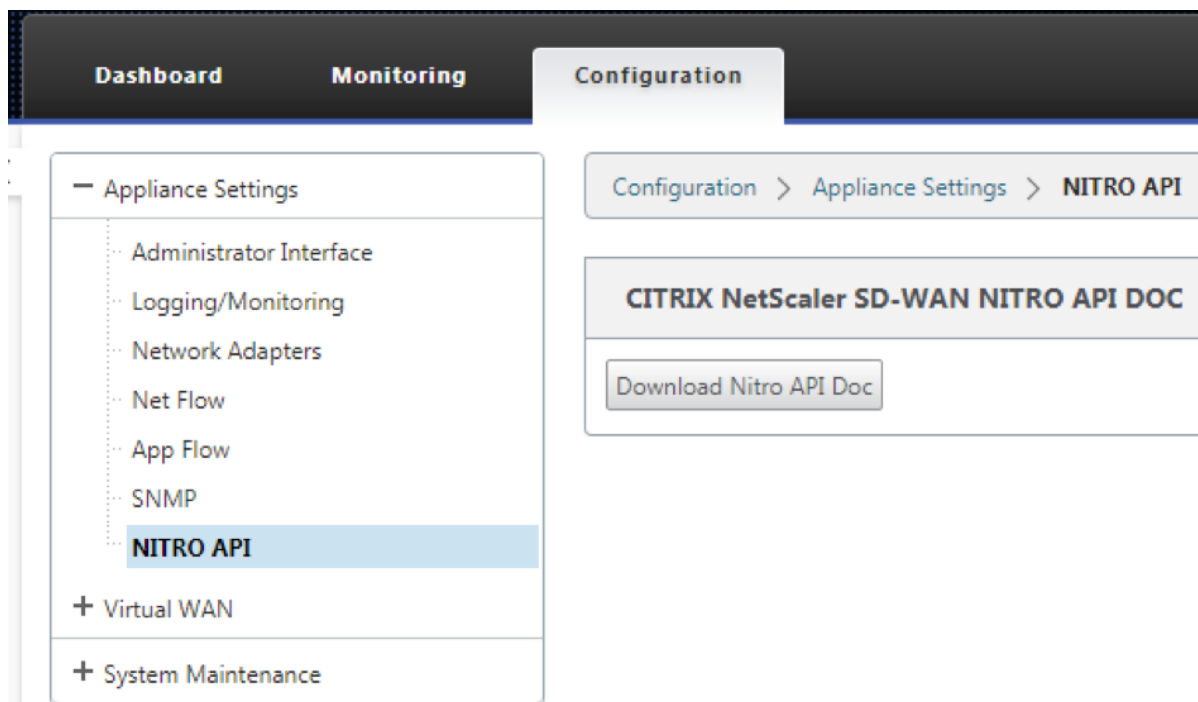 Dashboard Monitoring Configuration
Appliance Settings
Administrator Interface
Logging/Monitoring
Network Adapters
Net Flow
App Flow
SNMP
NITRO API
Virtual WAN
System Maintenance
Configuration > Appliance Settings > NITRO API
CITRIX NetScaler SD-WAN NITRO API DOC
Download Nitro API Doc